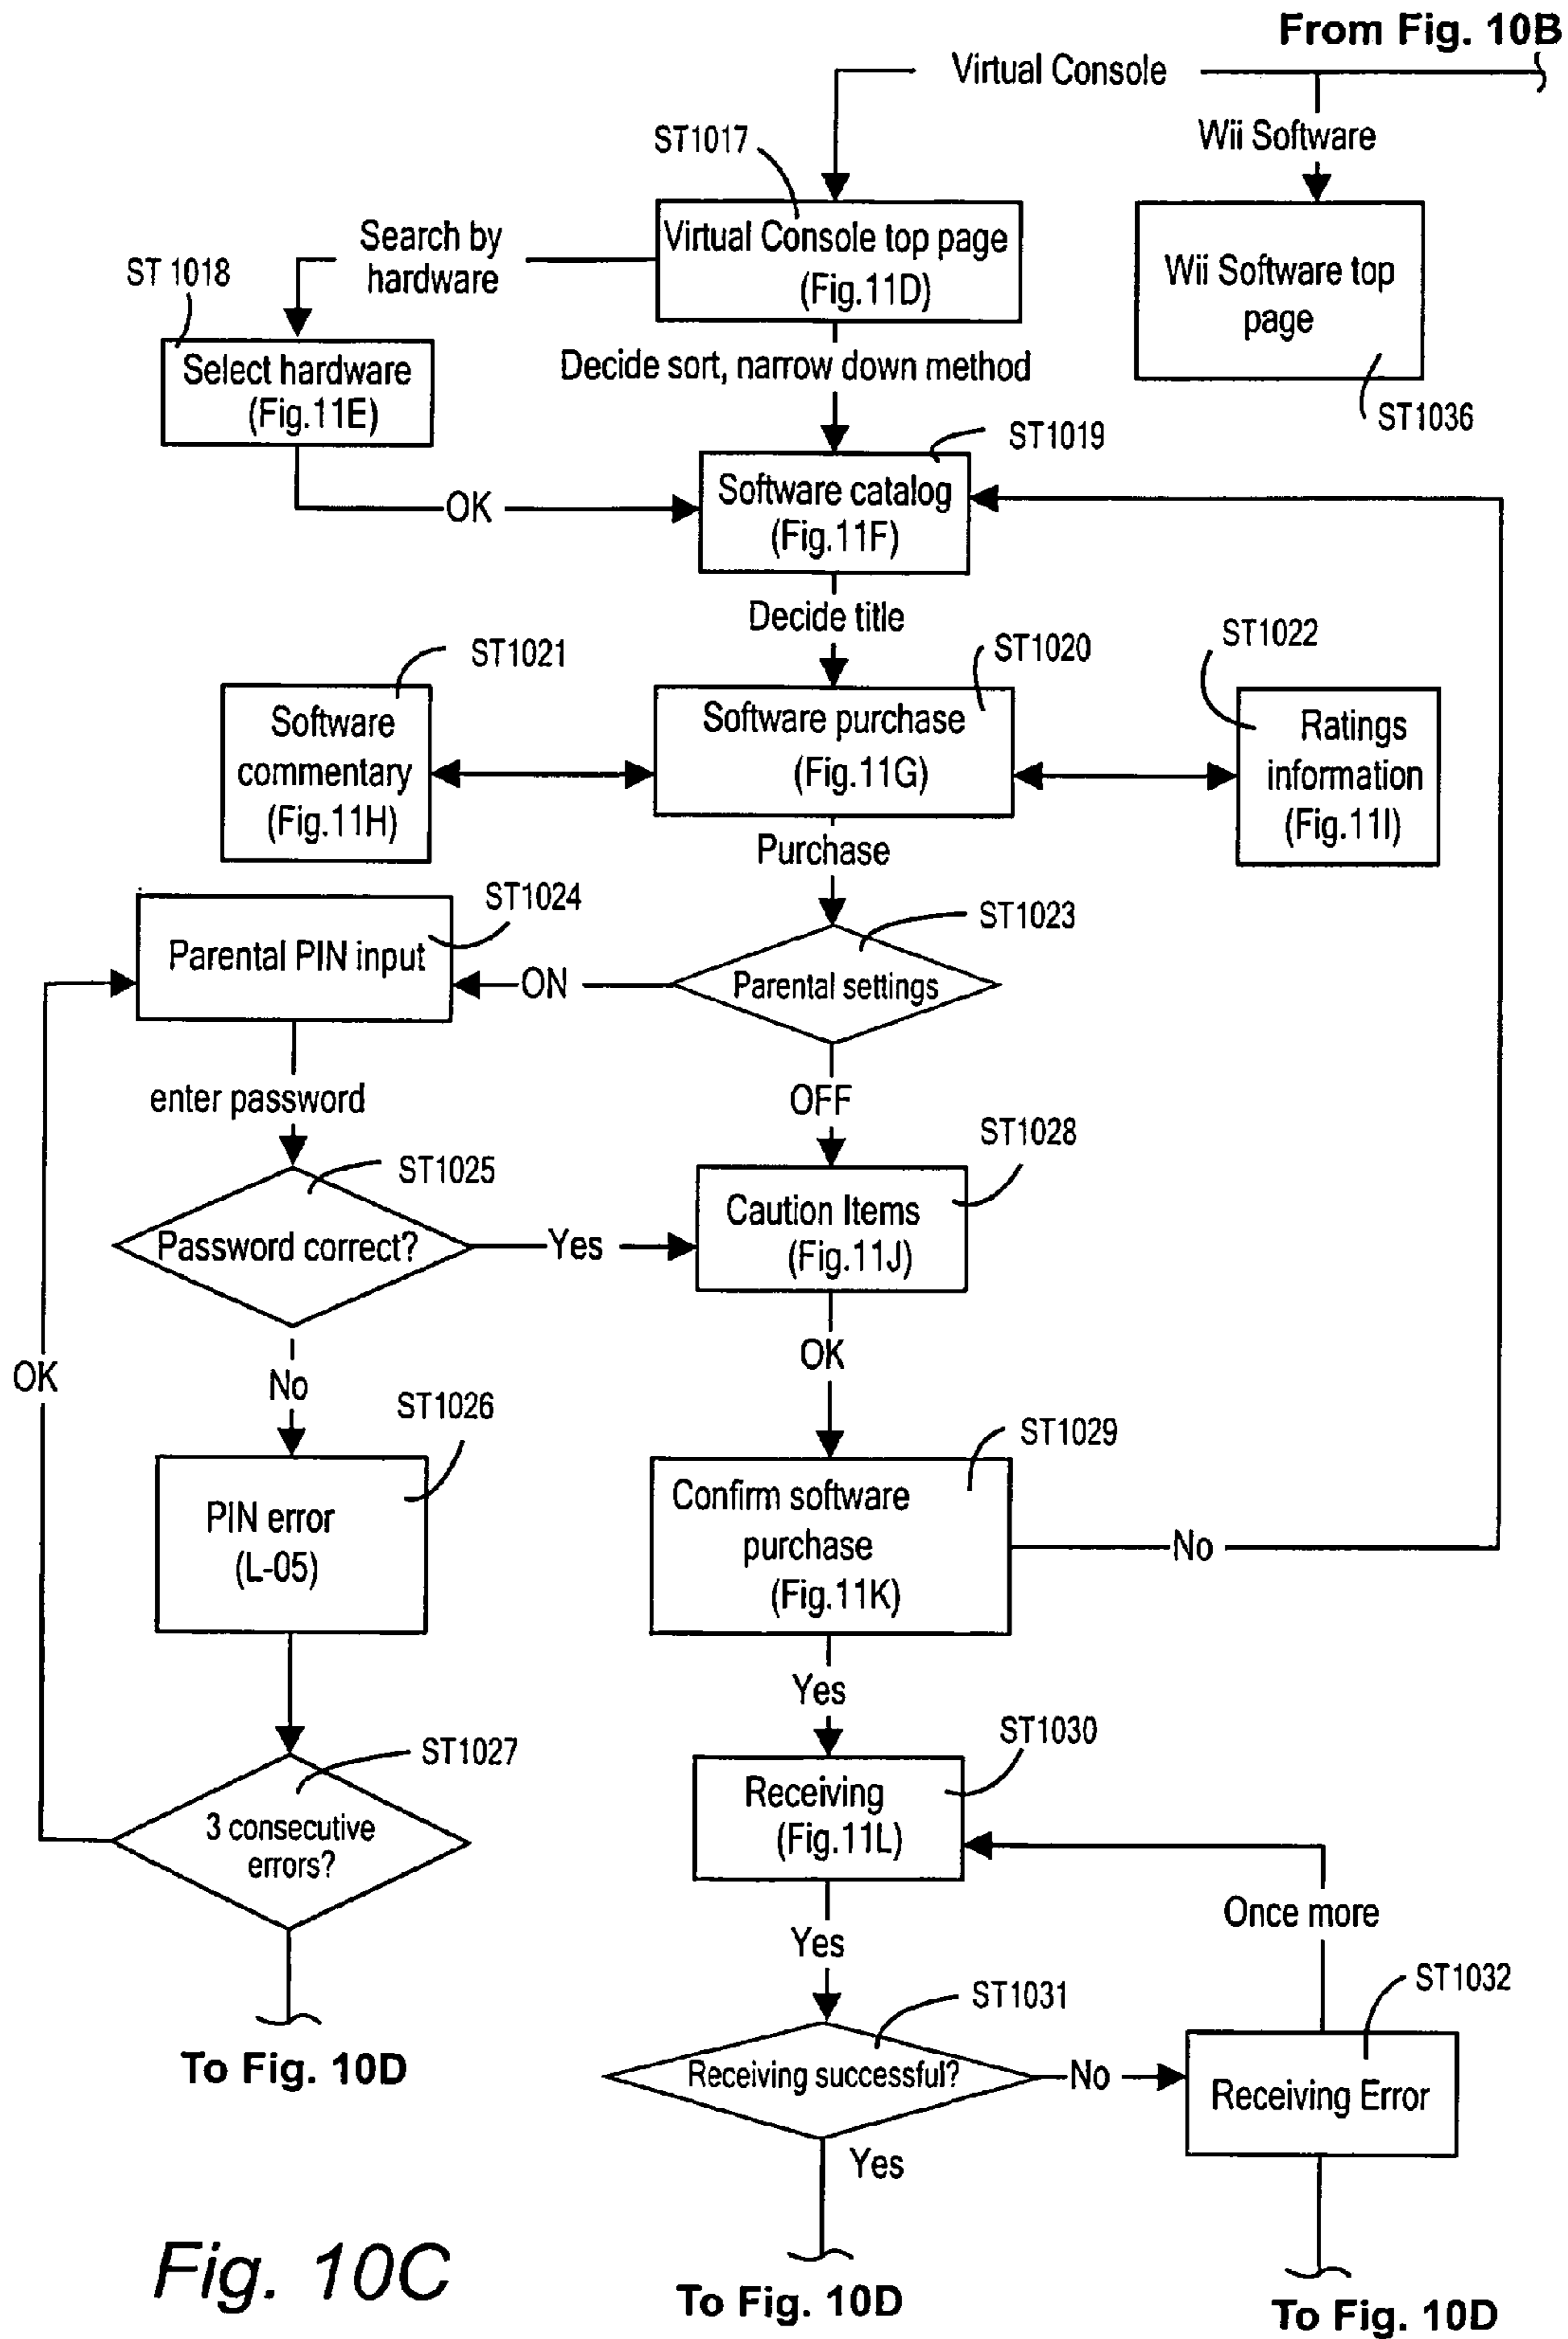 From Fig. 10B
Virtual Console
Wii Software
ST1017
Virtual Console top page
(Fig.11D)
Wii Software top
page
ST1036
Search by
hardware
ST 1018
Select hardware
(Fig.11E)
Decide sort, narrow down method
ST1019
OK
Software catalog
(Fig.11F)
Decide title
ST1021
ST1020
ST1022
Software
commentary
(Fig.11H)
Software purchase
(Fig.11G)
Ratings
information
(Fig.11I)
Purchase
ST1024
ST1023
Parental PIN input
ON
Parental settings
enter password
OFF
ST1025
ST1028
Password correct?
Yes
Caution Items
(Fig.11J)
OK
No
OK
ST1026
ST1029
PIN error
(L-05)
Confirm software
purchase
(Fig.11K)
No
Yes
ST1027
ST1030
3 consecutive
errors?
Receiving
(Fig.11L)
Once more
Yes
ST1031
ST1032
To Fig. 10D
Receiving successful?
No
Receiving Error
Yes
Fig. 10C
To Fig. 10D
To Fig. 10D